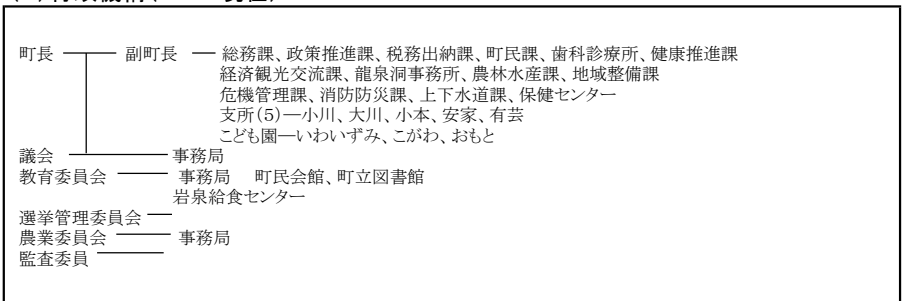 町長 副町長 総務課、政策推進課、税務出納課、町民課、歯科診療所、健康推進課
経済観光交流課、龍泉洞事務所、農林水産課、地域整備課
危機管理課、消防防災課、上下水道課、保健センター
支所(5)―小川、大川、小本、安家、有芸
こども園―いわいずみ、こがわ、おもと
議会 事務局
教育委員会 事務局 町民会館、町立図書館
岩泉給食センター
選挙管理委員会
農業委員会 事務局
監査委員